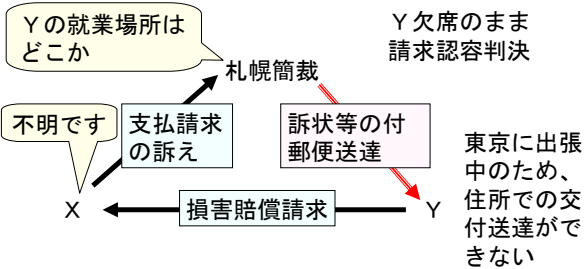 Ｙの就業場所は
どこか
Ｙ欠席のまま
請求認容判決
札幌簡裁
不明です
支払請求
の訴え
訴状等の付
郵便送達
東京に出張
中のため、
住所での交
付送達がで
きない
Ｘ
損害賠償請求
Ｙ